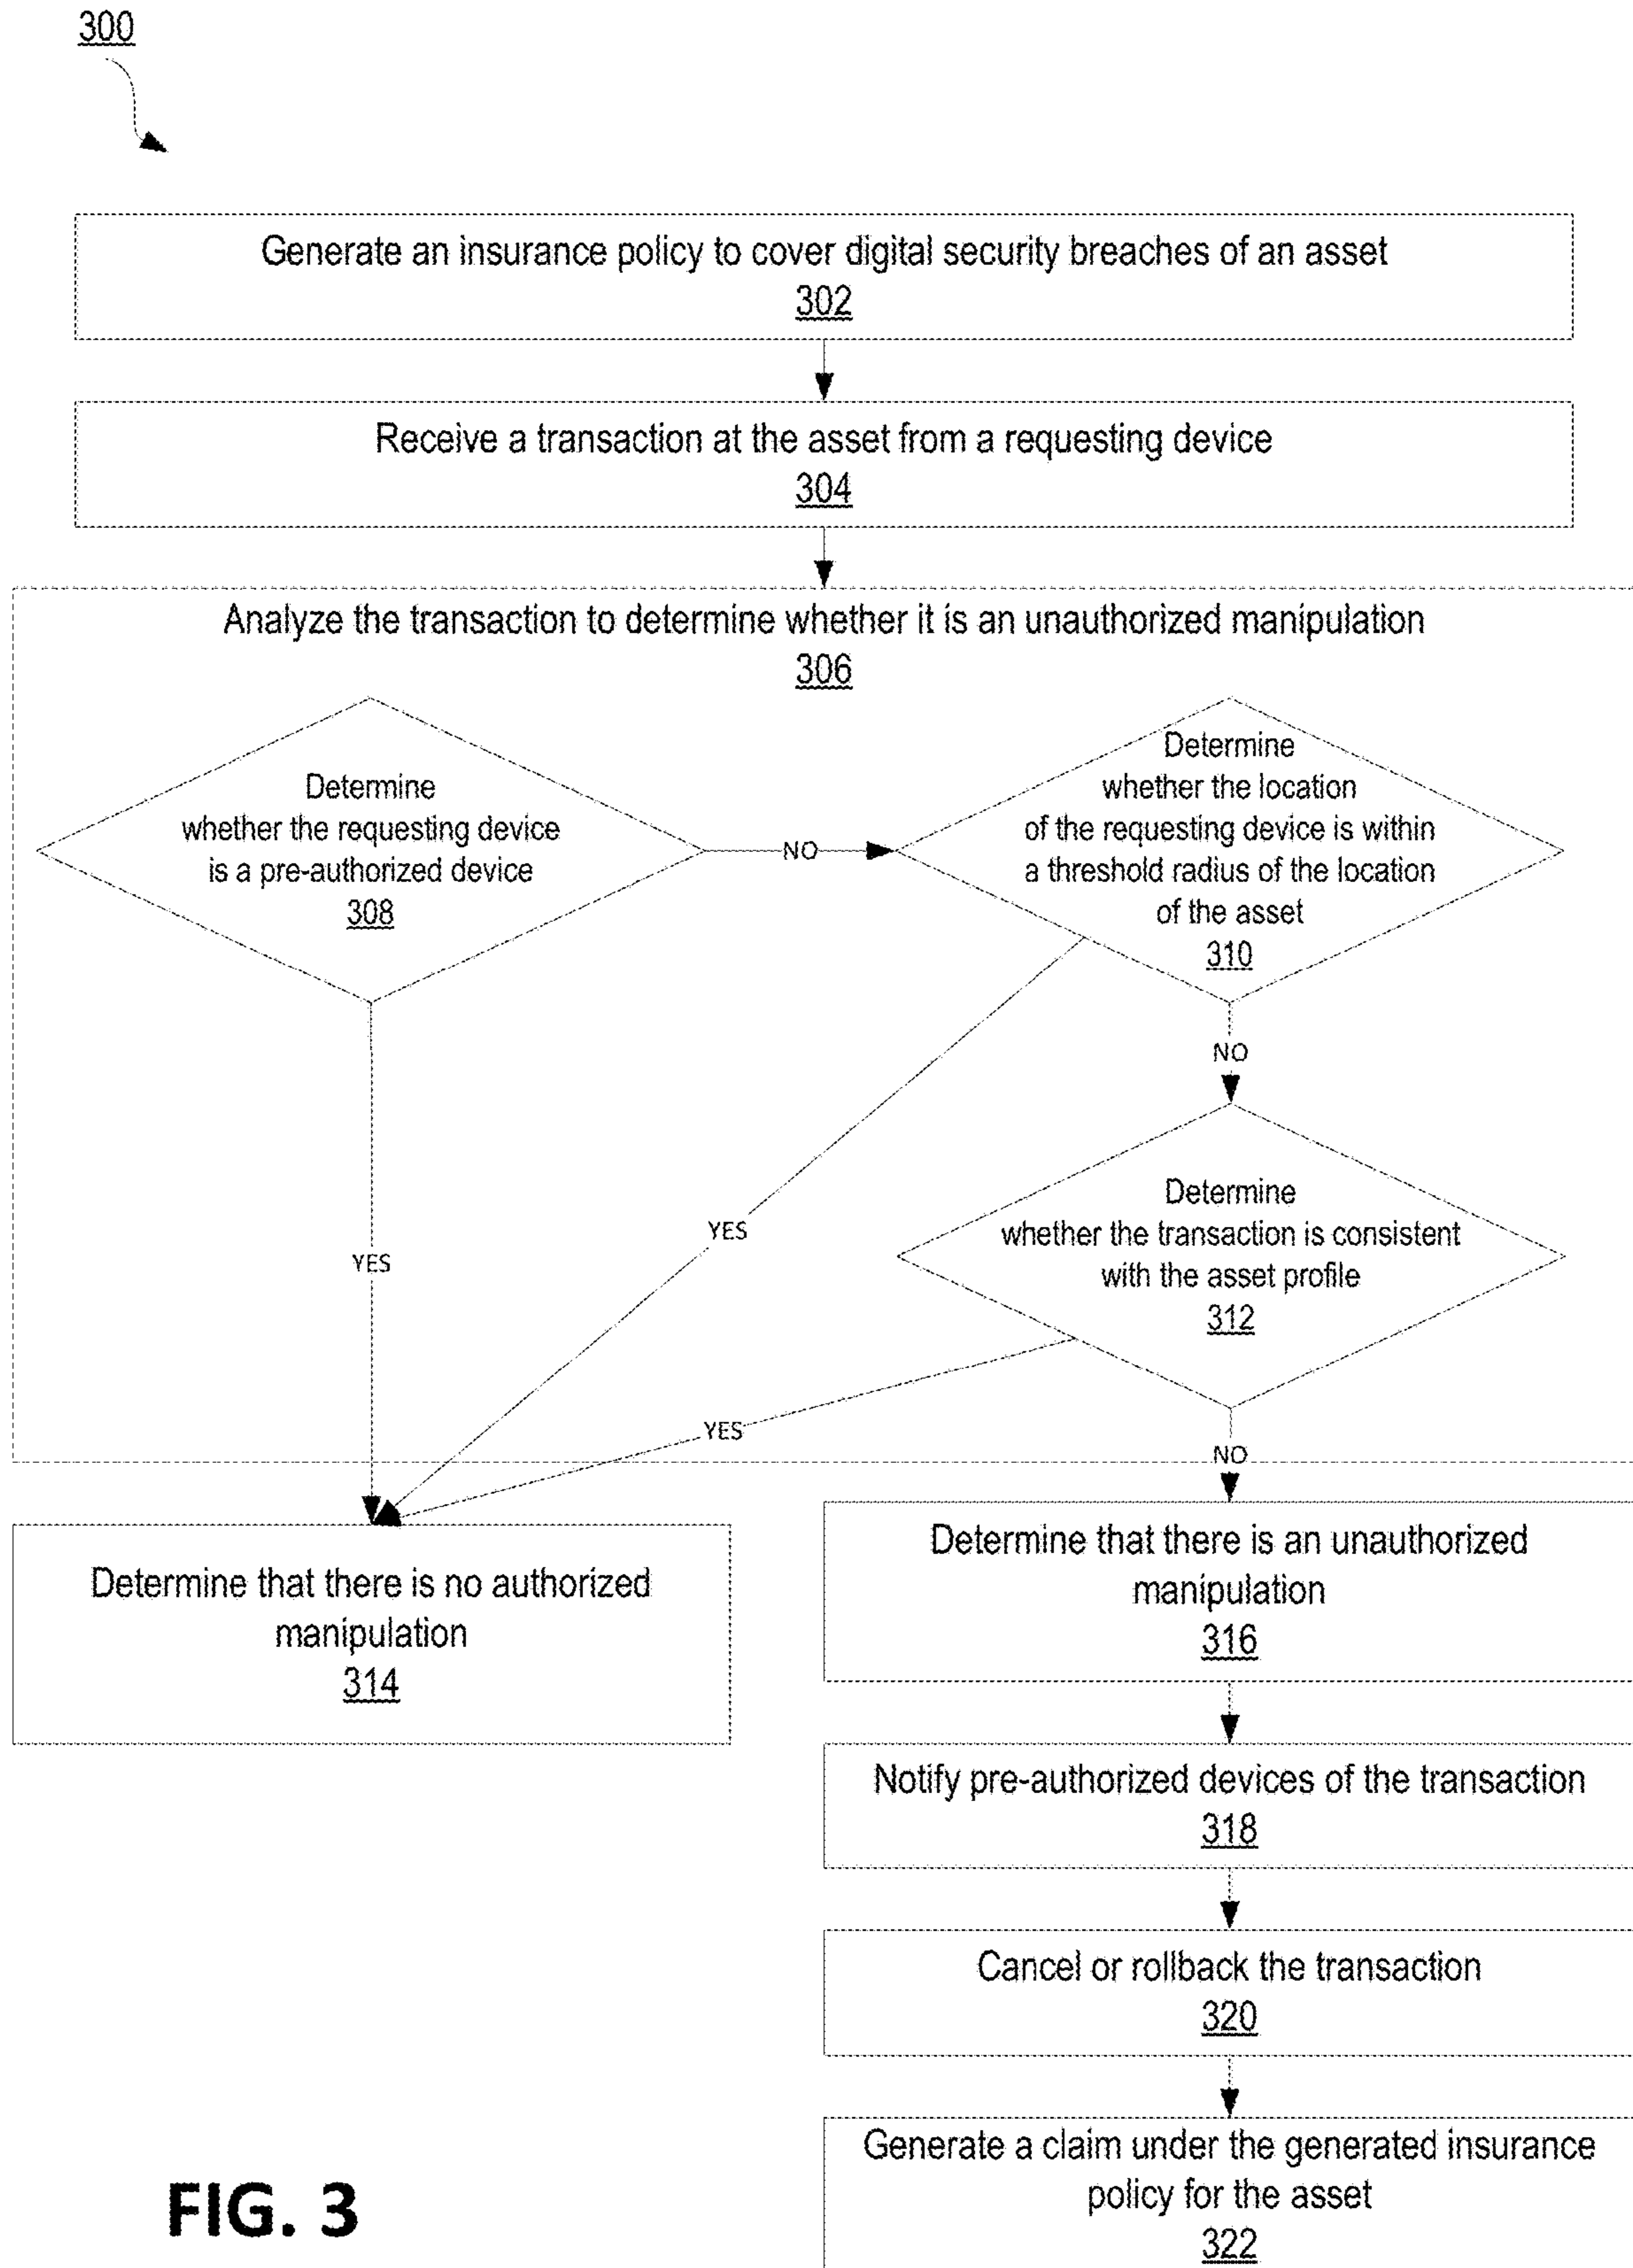 300
Generate an insurance policy to cover digital security breaches of an asset
302
Receive a transaction at the asset from a requesting device
304
Analyze the transaction to determine whether it is an unauthorized manipulation
306
Determine
whether the requesting device
is a pre-authorized device
308
NO
Determine
whether the location
of the requesting device is within
a threshold radius of the location
of the asset
310
NO
YES
YES
Determine
whether the transaction is consistent
with the asset profile
312
YES
NO
Determine that there is no authorized
manipulation
314
Determine that there is an unauthorized
manipulation
316
Notify pre-authorized devices of the transaction
318
Cancel or rollback the transaction
320
Generate a claim under the generated insurance
policy for the asset
322
FIG. 3